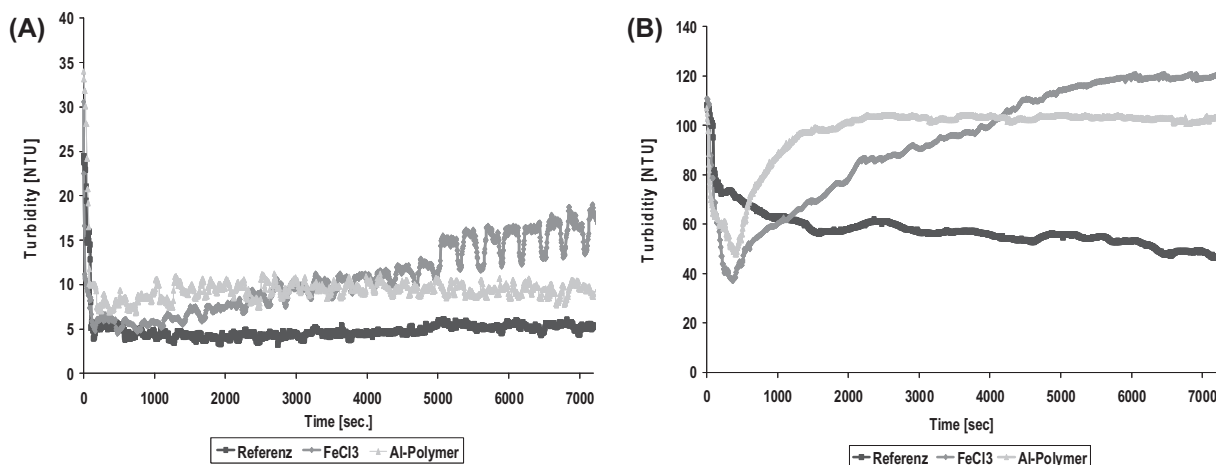 (A)
40
35
30
25
20
15
10
5
0
Turbidity [NTU]
0 1000 2000 3000 4000 5000 6000 7000
Time [sec.]
Referenz FeCl3 Al-Polymer
(B)
140
120
100
80
60
40
20
0
Turbiditiy [NTU]
0 1000 2000 3000 4000 5000 6000 7000
Time [sec]
Referenz FeCl3 Al-Polymer